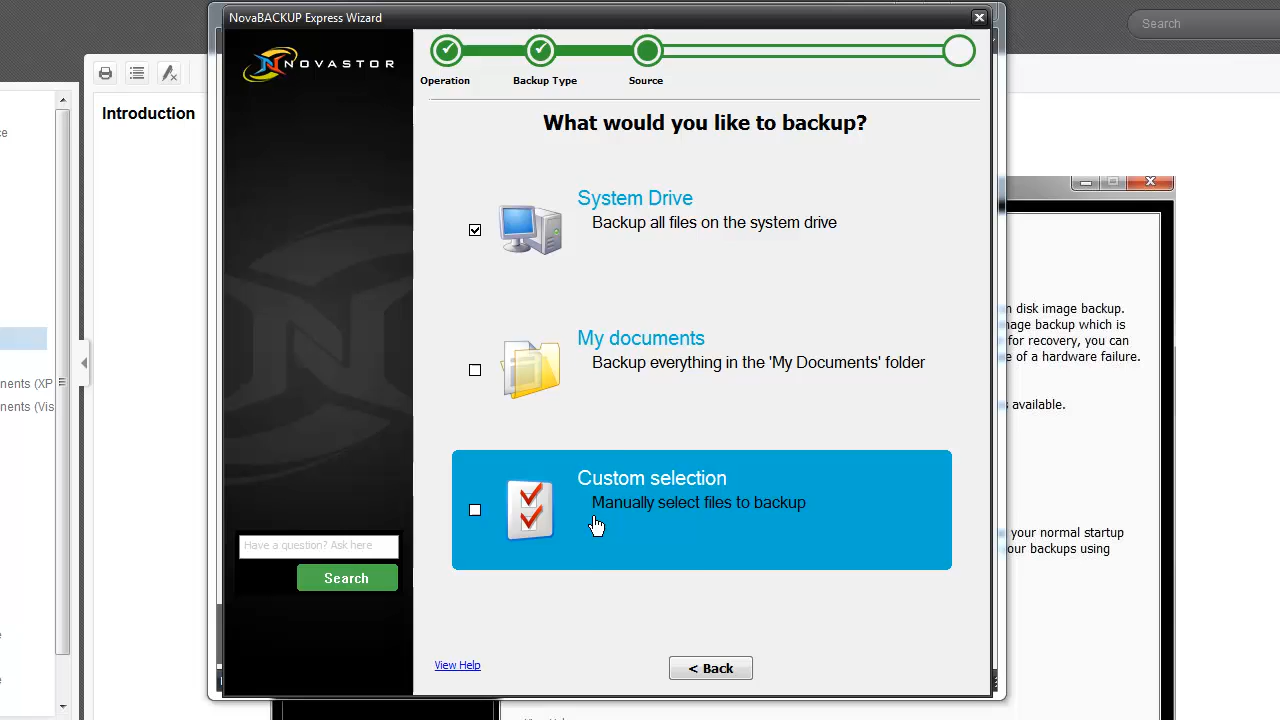 NovaBACKUP Express Wizard
Search
NOVASTOR
Operation
Backup Type
Source
Introduction
What would you like to backup?
System Drive
Backup all files on the system drive
My documents
Backup everything in the 'My Documents' folder
Custom selection
Manually select files to backup
Have a question? Ask here
Search
View Help
< Back
ce
nents (XP
nents (Vis
disk image backup.
age backup which is
for recovery, you can
e of a hardware failure.
available.
your normal startup
our backups using